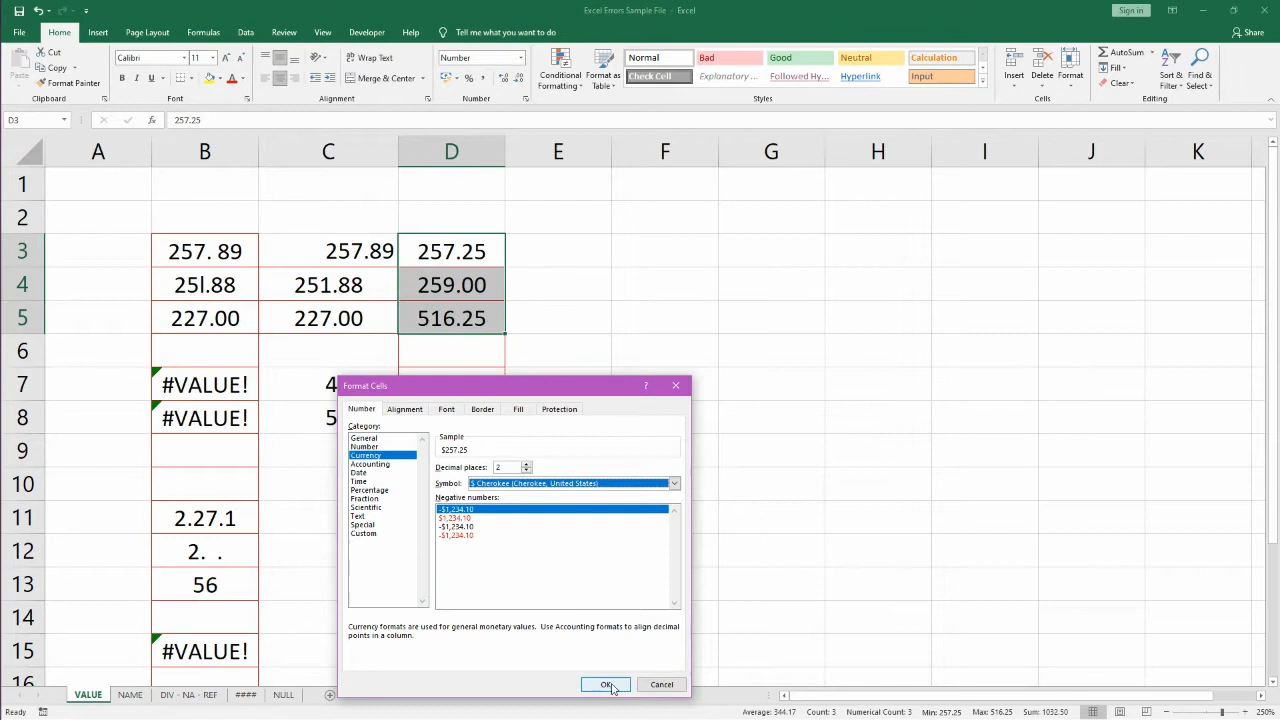 Excel Errors Sample File - Excel
Sign in
File Home Insert Page Layout Formulas Data Review View Developer Help Tell me what you want to do Share
Cut
Copy
Paste
Format Painter
Clipboard
Calibri 11
B I U
Font
Wrap Text
Merge & Center
Alignment
Number
%
Number
Conditional Formatting
Format as Table
Normal Bad Good Neutral Calculation
Check Cell Explanatory ... Followed Hy... Hyperlink Input
Styles
Insert Delete Format
Cells
AutoSum
Fill
Clear
Sort & Filter
Find & Select
Editing
D3 fx 257.25
A B C D E F G H I J K
1
2
3 257. 89 257.89 257.25
4 25l.88 251.88 259.00
5 227.00 227.00 516.25
6
7 #VALUE! 4
8 #VALUE! 5
9
10
11 2.27.1
12 2. .
13 56
14
15 #VALUE!
16
Format Cells ?
Number Alignment Font Border Fill Protection
Category:
General
Number
Currency
Accounting
Date
Time
Percentage
Fraction
Scientific
Text
Special
Custom
Sample
$257.25
Decimal places: 2
Symbol: $ Cherokee (Cherokee, United States)
Negative numbers:
-$1,234.10
$1,234.10
-$1,234.10
-$1,234.10
Currency formats are used for general monetary values. Use Accounting formats to align decimal
points in a column.
OK Cancel
VALUE NAME DIV - NA - REF #### NULL
Ready Average: 344.17 Count: 3 Numerical Count: 3 Min: 257.25 Max: 516.25 Sum: 1032.50 250%